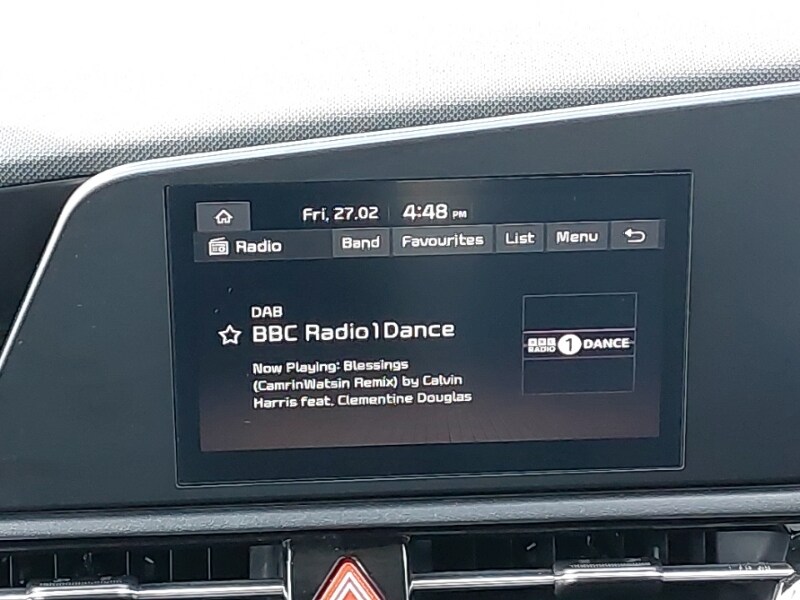 Fri, 27.02 4:48 PM
Radio Band Favourites List Menu
DAB
BBC Radio1Dance
Now Playing: Blessings
(CamrinWatsin Remix) by Calvin
Harris feat. Clementine Douglas
BBC
RADIO 1 DANCE